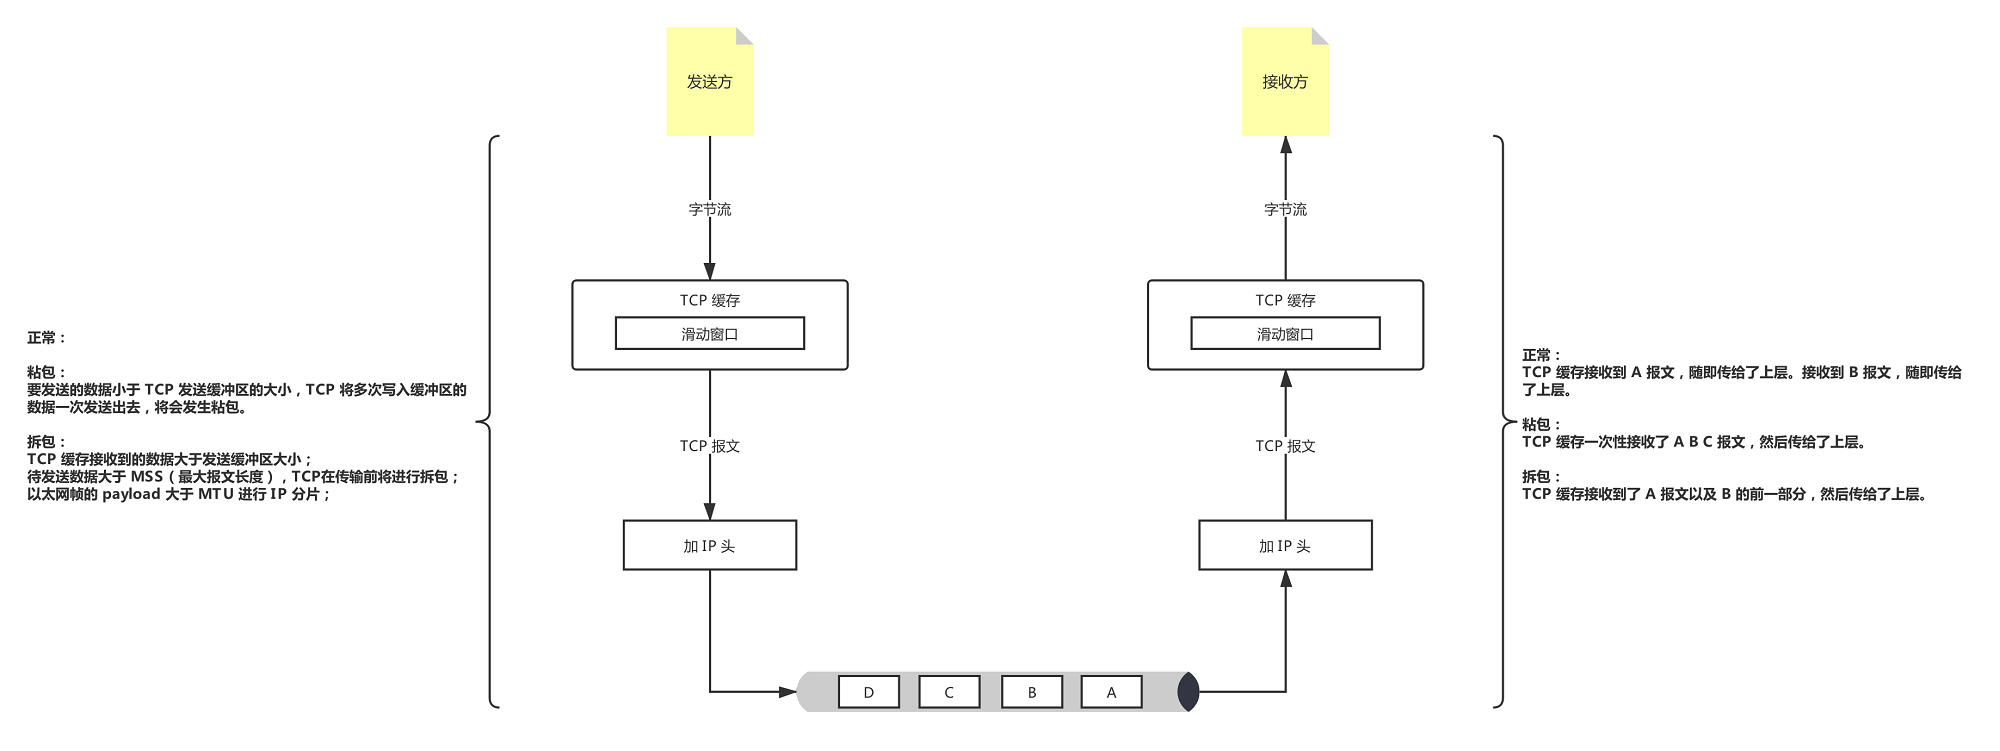 发送方
接收方
字节流
字节流
TCP 缓存
滑动窗口
TCP 缓存
滑动窗口
正常：
粘包：
要发送的数据小于 TCP 发送缓冲区的大小，TCP 将多次写入缓冲区的
数据一次发送出去，将会发生粘包。
拆包：
TCP 缓存接收到的数据大于发送缓冲区大小；
待发送数据大于 MSS（最大报文长度），TCP在传输前将进行拆包；
以太网帧的 payload 大于 MTU 进行 IP 分片；
TCP 报文
TCP 报文
正常：
TCP 缓存接收到 A 报文，随即传给了上层。接收到 B 报文，随即传给
了上层。
粘包：
TCP 缓存一次性接收了 A B C 报文，然后传给了上层。
拆包：
TCP 缓存接收到了 A 报文以及 B 的前一部分，然后传给了上层。
加 IP 头
加 IP 头
D
C
B
A